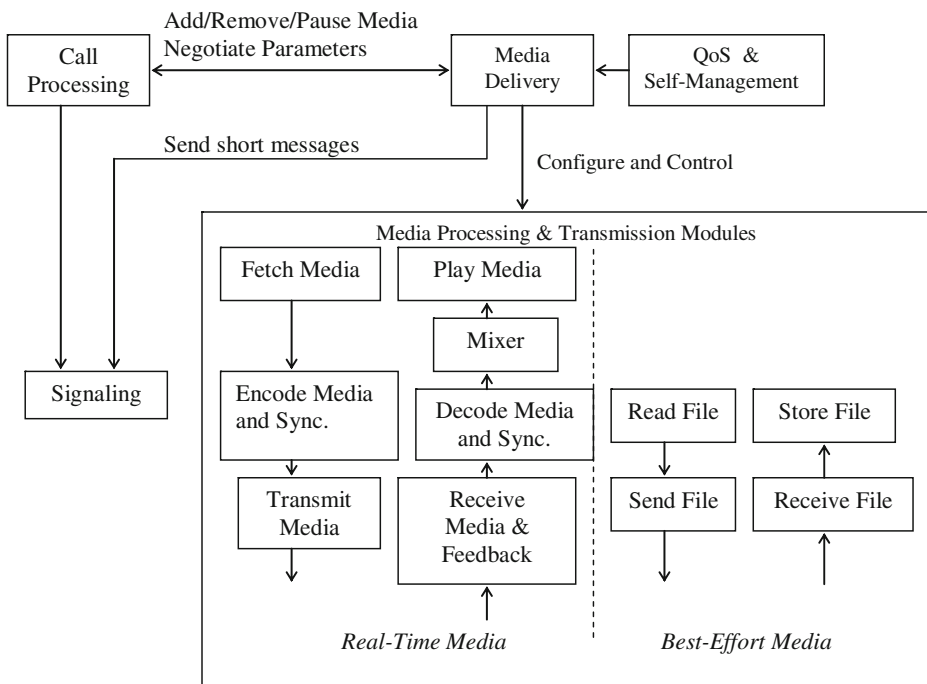 Add/Remove/Pause Media
Negotiate Parameters
Call
Processing
Media
Delivery
QoS &
Self-Management
Send short messages
Configure and Control
Media Processing & Transmission Modules
Fetch Media
Play Media
Mixer
Signaling
Encode Media
and Sync.
Decode Media
and Sync.
Read File
Store File
Transmit
Media
Receive
Media &
Feedback
Send File
Receive File
Real-Time Media
Best-Effort Media